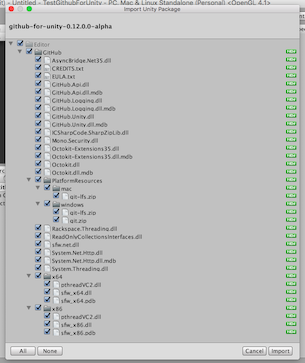 - Untitled - TestGithubForUnity - PC, Mac & Linux Standalone (Personal) <OpenGL 4.1>
Import Unity Package
github-for-unity-0.12.0.0-alpha
Editor
GitHub
AsyncBridge.Net35.dll
CREDITS.txt
EULA.txt
GitHub.Api.dll
GitHub.Api.dll.mdb
GitHub.Logging.dll
GitHub.Logging.dll.mdb
GitHub.Unity.dll
GitHub.Unity.dll.mdb
ICSharpCode.SharpZipLib.dll
Mono.Security.dll
Octokit-Extensions35.dll
Octokit-Extensions35.dll.mdb
Octokit.dll
Octokit.dll.mdb
PlatformResources
mac
git-lfs.zip
windows
git-lfs.zip
git.zip
Rackspace.Threading.dll
ReadOnlyCollectionsInterfaces.dll
sfw.net.dll
System.Net.Http.dll
System.Net.Http.dll.mdb
System.Threading.dll
x64
pthreadVC2.dll
sfw_x64.dll
sfw_x64.pdb
x86
pthreadVC2.dll
sfw_x86.dll
sfw_x86.pdb
All None Cancel Import